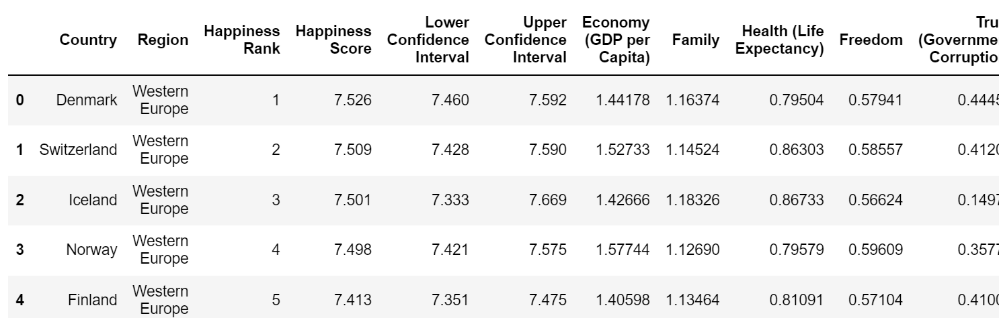 Country Region Happiness Rank Happiness Score Lower Confidence Interval Upper Confidence Interval Economy (GDP per Capita) Family Health (Life Expectancy) Freedom Tru (Governme Corruptio
0 Denmark Western Europe 1 7.526 7.460 7.592 1.44178 1.16374 0.79504 0.57941 0.444
1 Switzerland Western Europe 2 7.509 7.428 7.590 1.52733 1.14524 0.86303 0.58557 0.412
2 Iceland Western Europe 3 7.501 7.333 7.669 1.42666 1.18326 0.86733 0.56624 0.149
3 Norway Western Europe 4 7.498 7.421 7.575 1.57744 1.12690 0.79579 0.59609 0.357
4 Finland Western Europe 5 7.413 7.351 7.475 1.40598 1.13464 0.81091 0.57104 0.410